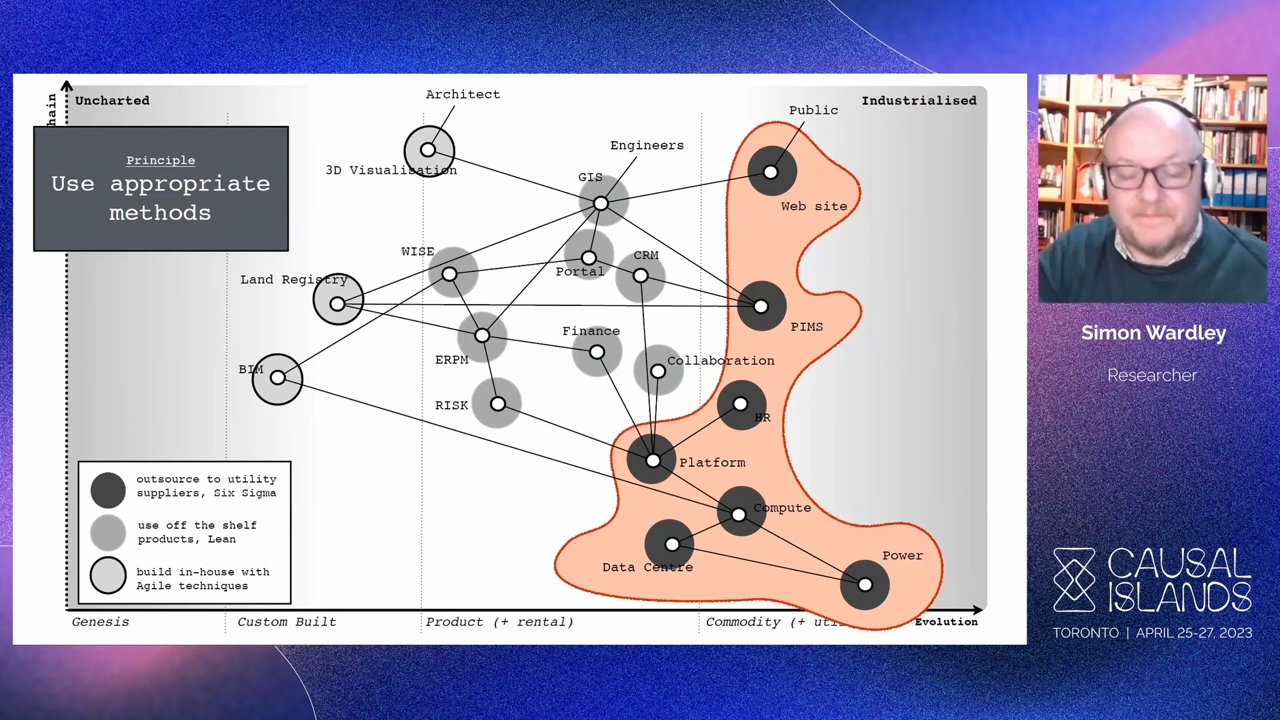 Uncharted
Industrialised
hain
Principle
Use appropriate
methods
Architect
3D Visualisation
Engineers
GIS
Public
Web site
WISE
Portal
CRM
Land Registry
PIMS
Finance
ERPM
Collaboration
BIM
RISK
HR
Platform
Compute
Data Centre
Power
outsource to utility
suppliers, Six Sigma
use off the shelf
products, Lean
build in-house with
Agile techniques
Genesis
Custom Built
Product (+ rental)
Commodity (+ uti
Evolution
Simon Wardley
Researcher
CAUSAL
ISLANDS
TORONTO | APRIL 25-27, 2023